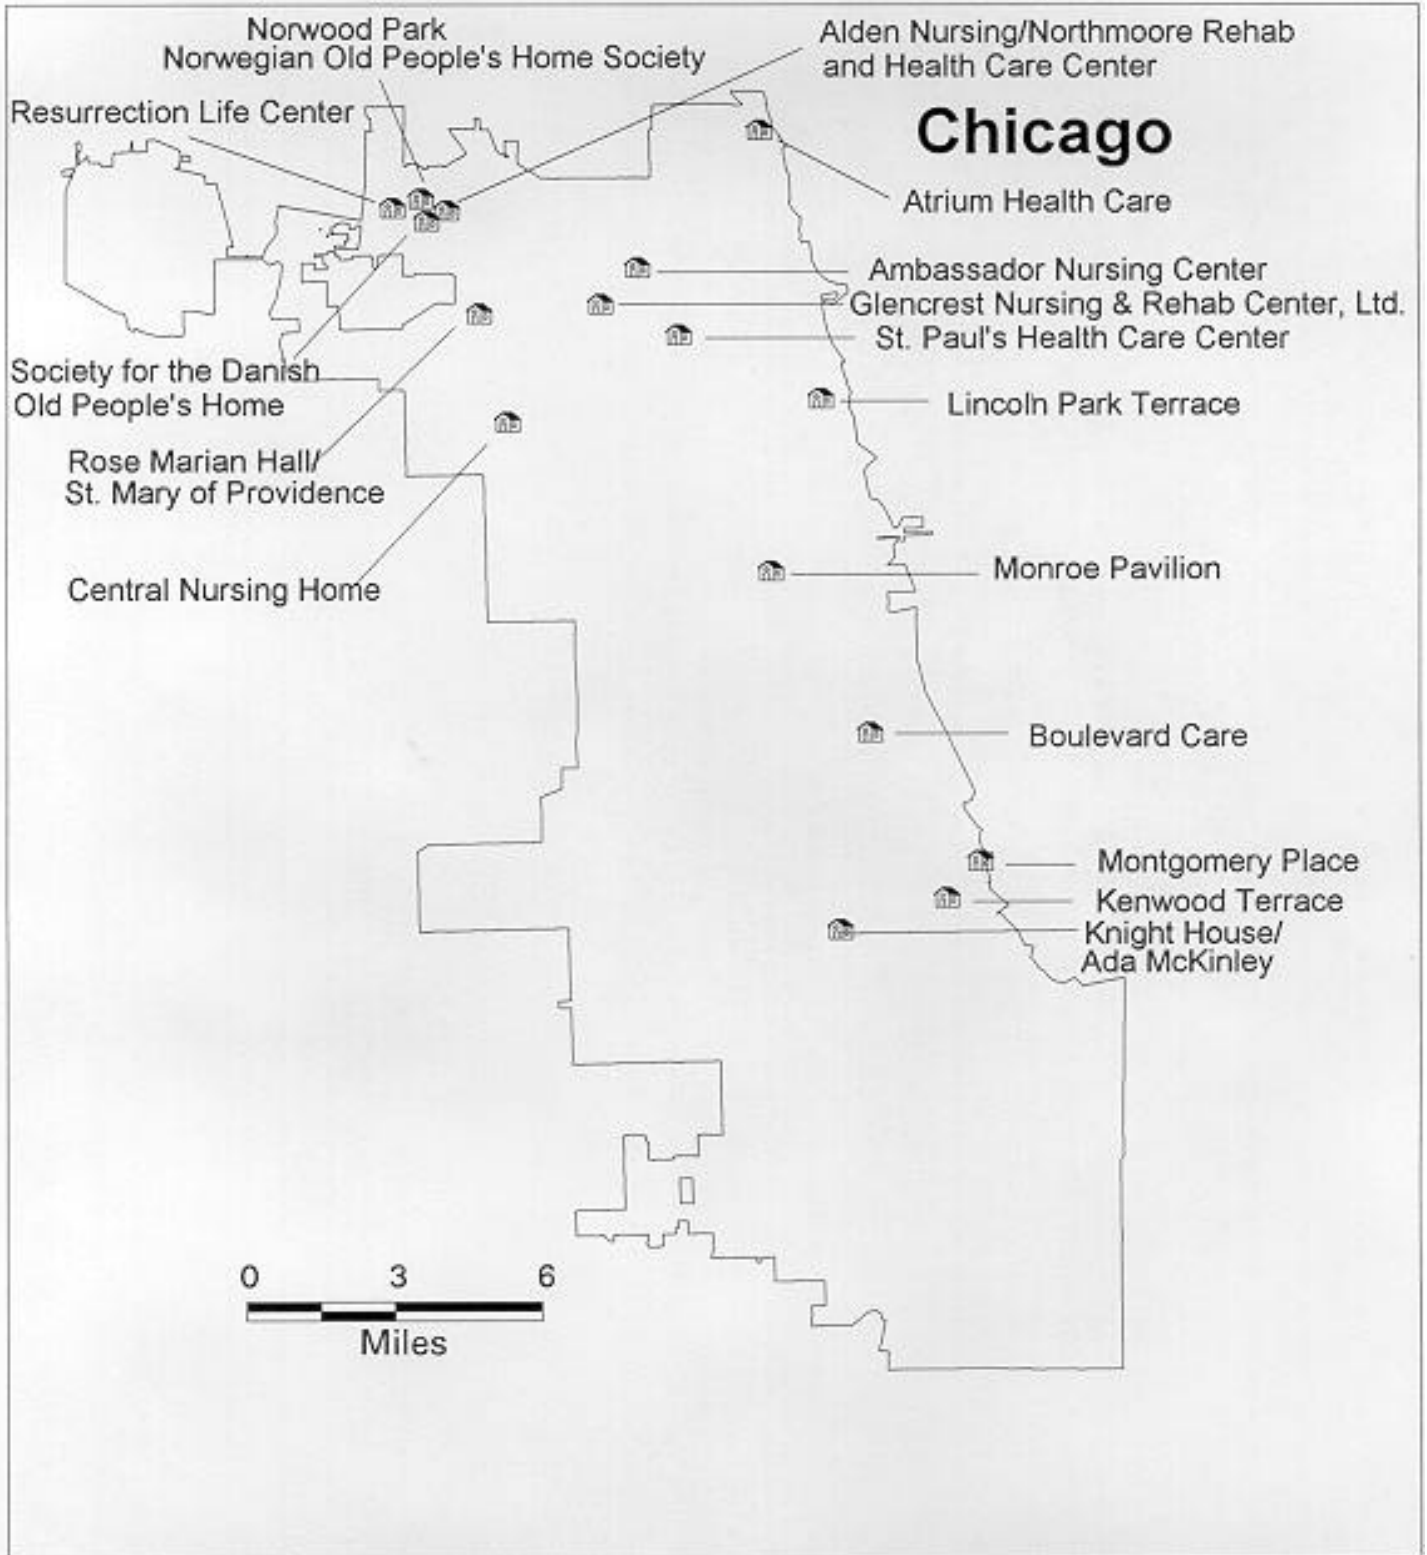 Norwood Park
Norwegian Old People's Home Society
Alden Nursing/Northmoore Rehab
and Health Care Center
Resurrection Life Center
Chicago
Atrium Health Care
Ambassador Nursing Center
Glencrest Nursing & Rehab Center, Ltd.
St. Paul's Health Care Center
Society for the Danish
Old People's Home
Lincoln Park Terrace
Rose Marian Hall/
St. Mary of Providence
Central Nursing Home
Monroe Pavilion
Boulevard Care
Montgomery Place
Kenwood Terrace
Knight House/
Ada McKinley
0 3 6
Miles